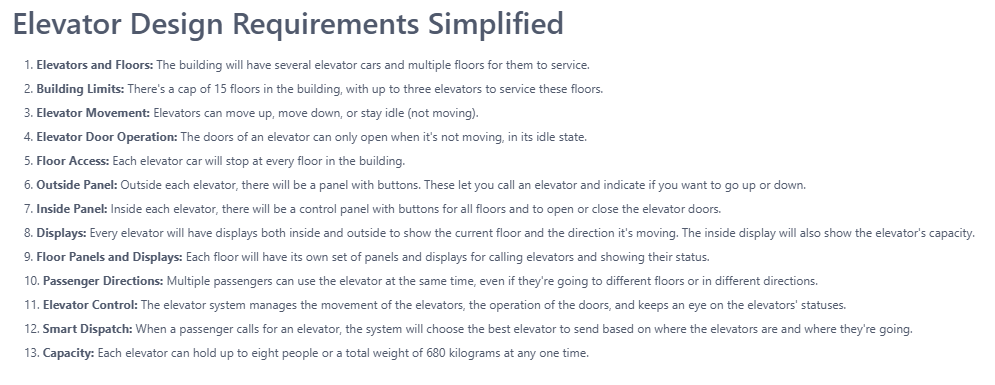 Elevator Design Requirements Simplified
1. Elevators and Floors: The building will have several elevator cars and multiple floors for them to service.
2. Building Limits: There's a cap of 15 floors in the building, with up to three elevators to service these floors.
3. Elevator Movement: Elevators can move up, move down, or stay idle (not moving).
4. Elevator Door Operation: The doors of an elevator can only open when it's not moving, in its idle state.
5. Floor Access: Each elevator car will stop at every floor in the building.
6. Outside Panel: Outside each elevator, there will be a panel with buttons. These let you call an elevator and indicate if you want to go up or down.
7. Inside Panel: Inside each elevator, there will be a control panel with buttons for all floors and to open or close the elevator doors.
8. Displays: Every elevator will have displays both inside and outside to show the current floor and the direction it's moving. The inside display will also show the elevator's capacity.
9. Floor Panels and Displays: Each floor will have its own set of panels and displays for calling elevators and showing their status.
10. Passenger Directions: Multiple passengers can use the elevator at the same time, even if they're going to different floors or in different directions.
11. Elevator Control: The elevator system manages the movement of the elevators, the operation of the doors, and keeps an eye on the elevators' statuses.
12. Smart Dispatch: When a passenger calls for an elevator, the system will choose the best elevator to send based on where the elevators are and where they're going.
13. Capacity: Each elevator can hold up to eight people or a total weight of 680 kilograms at any one time.